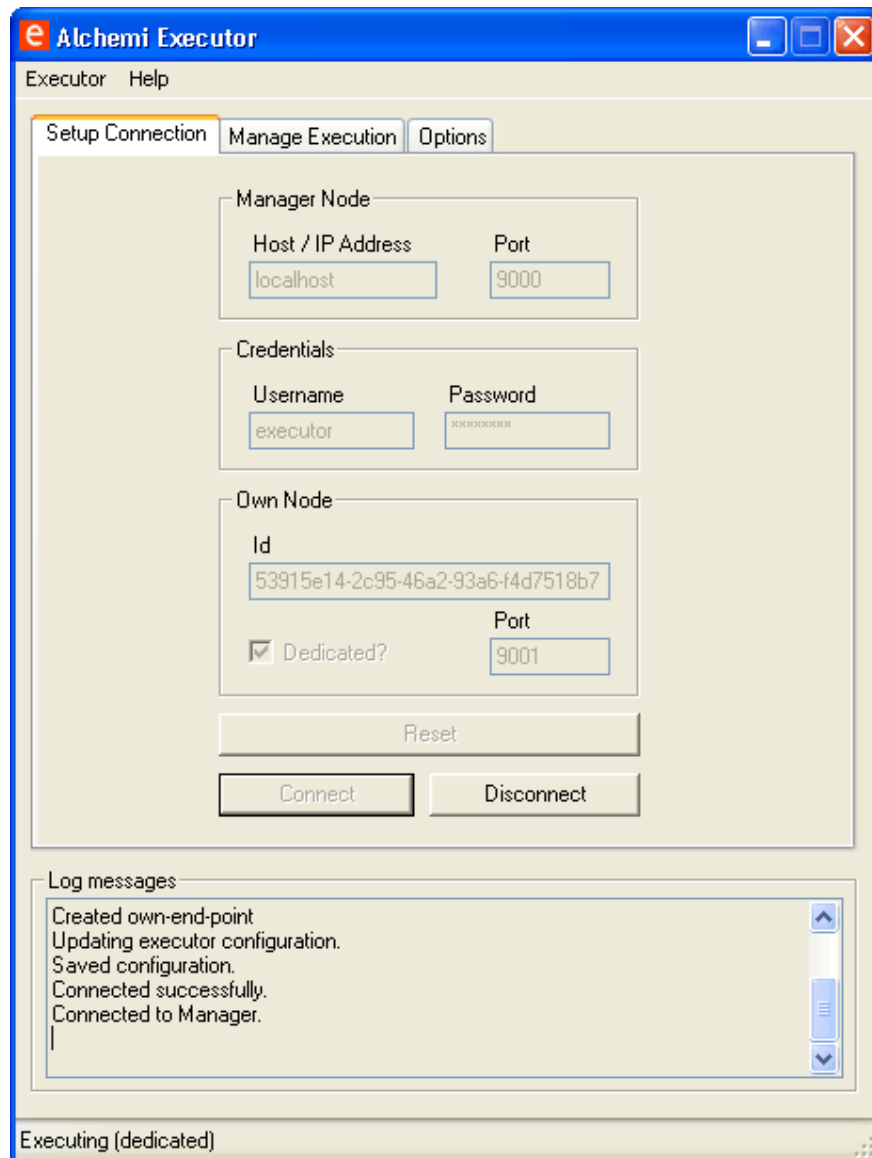 e Alchemi Executor
Executor Help
Setup Connection Manage Execution Options
Manager Node
Host / IP Address Port
localhost 9000
Credentials
Username Password
executor ********
Own Node
Id
53915e14-2c95-46a2-93a6-f4d7518b7
Port
Dedicated? 9001
Reset
Connect Disconnect
Log messages
Created own-end-point
Updating executor configuration.
Saved configuration.
Connected successfully.
Connected to Manager.
Executing (dedicated)